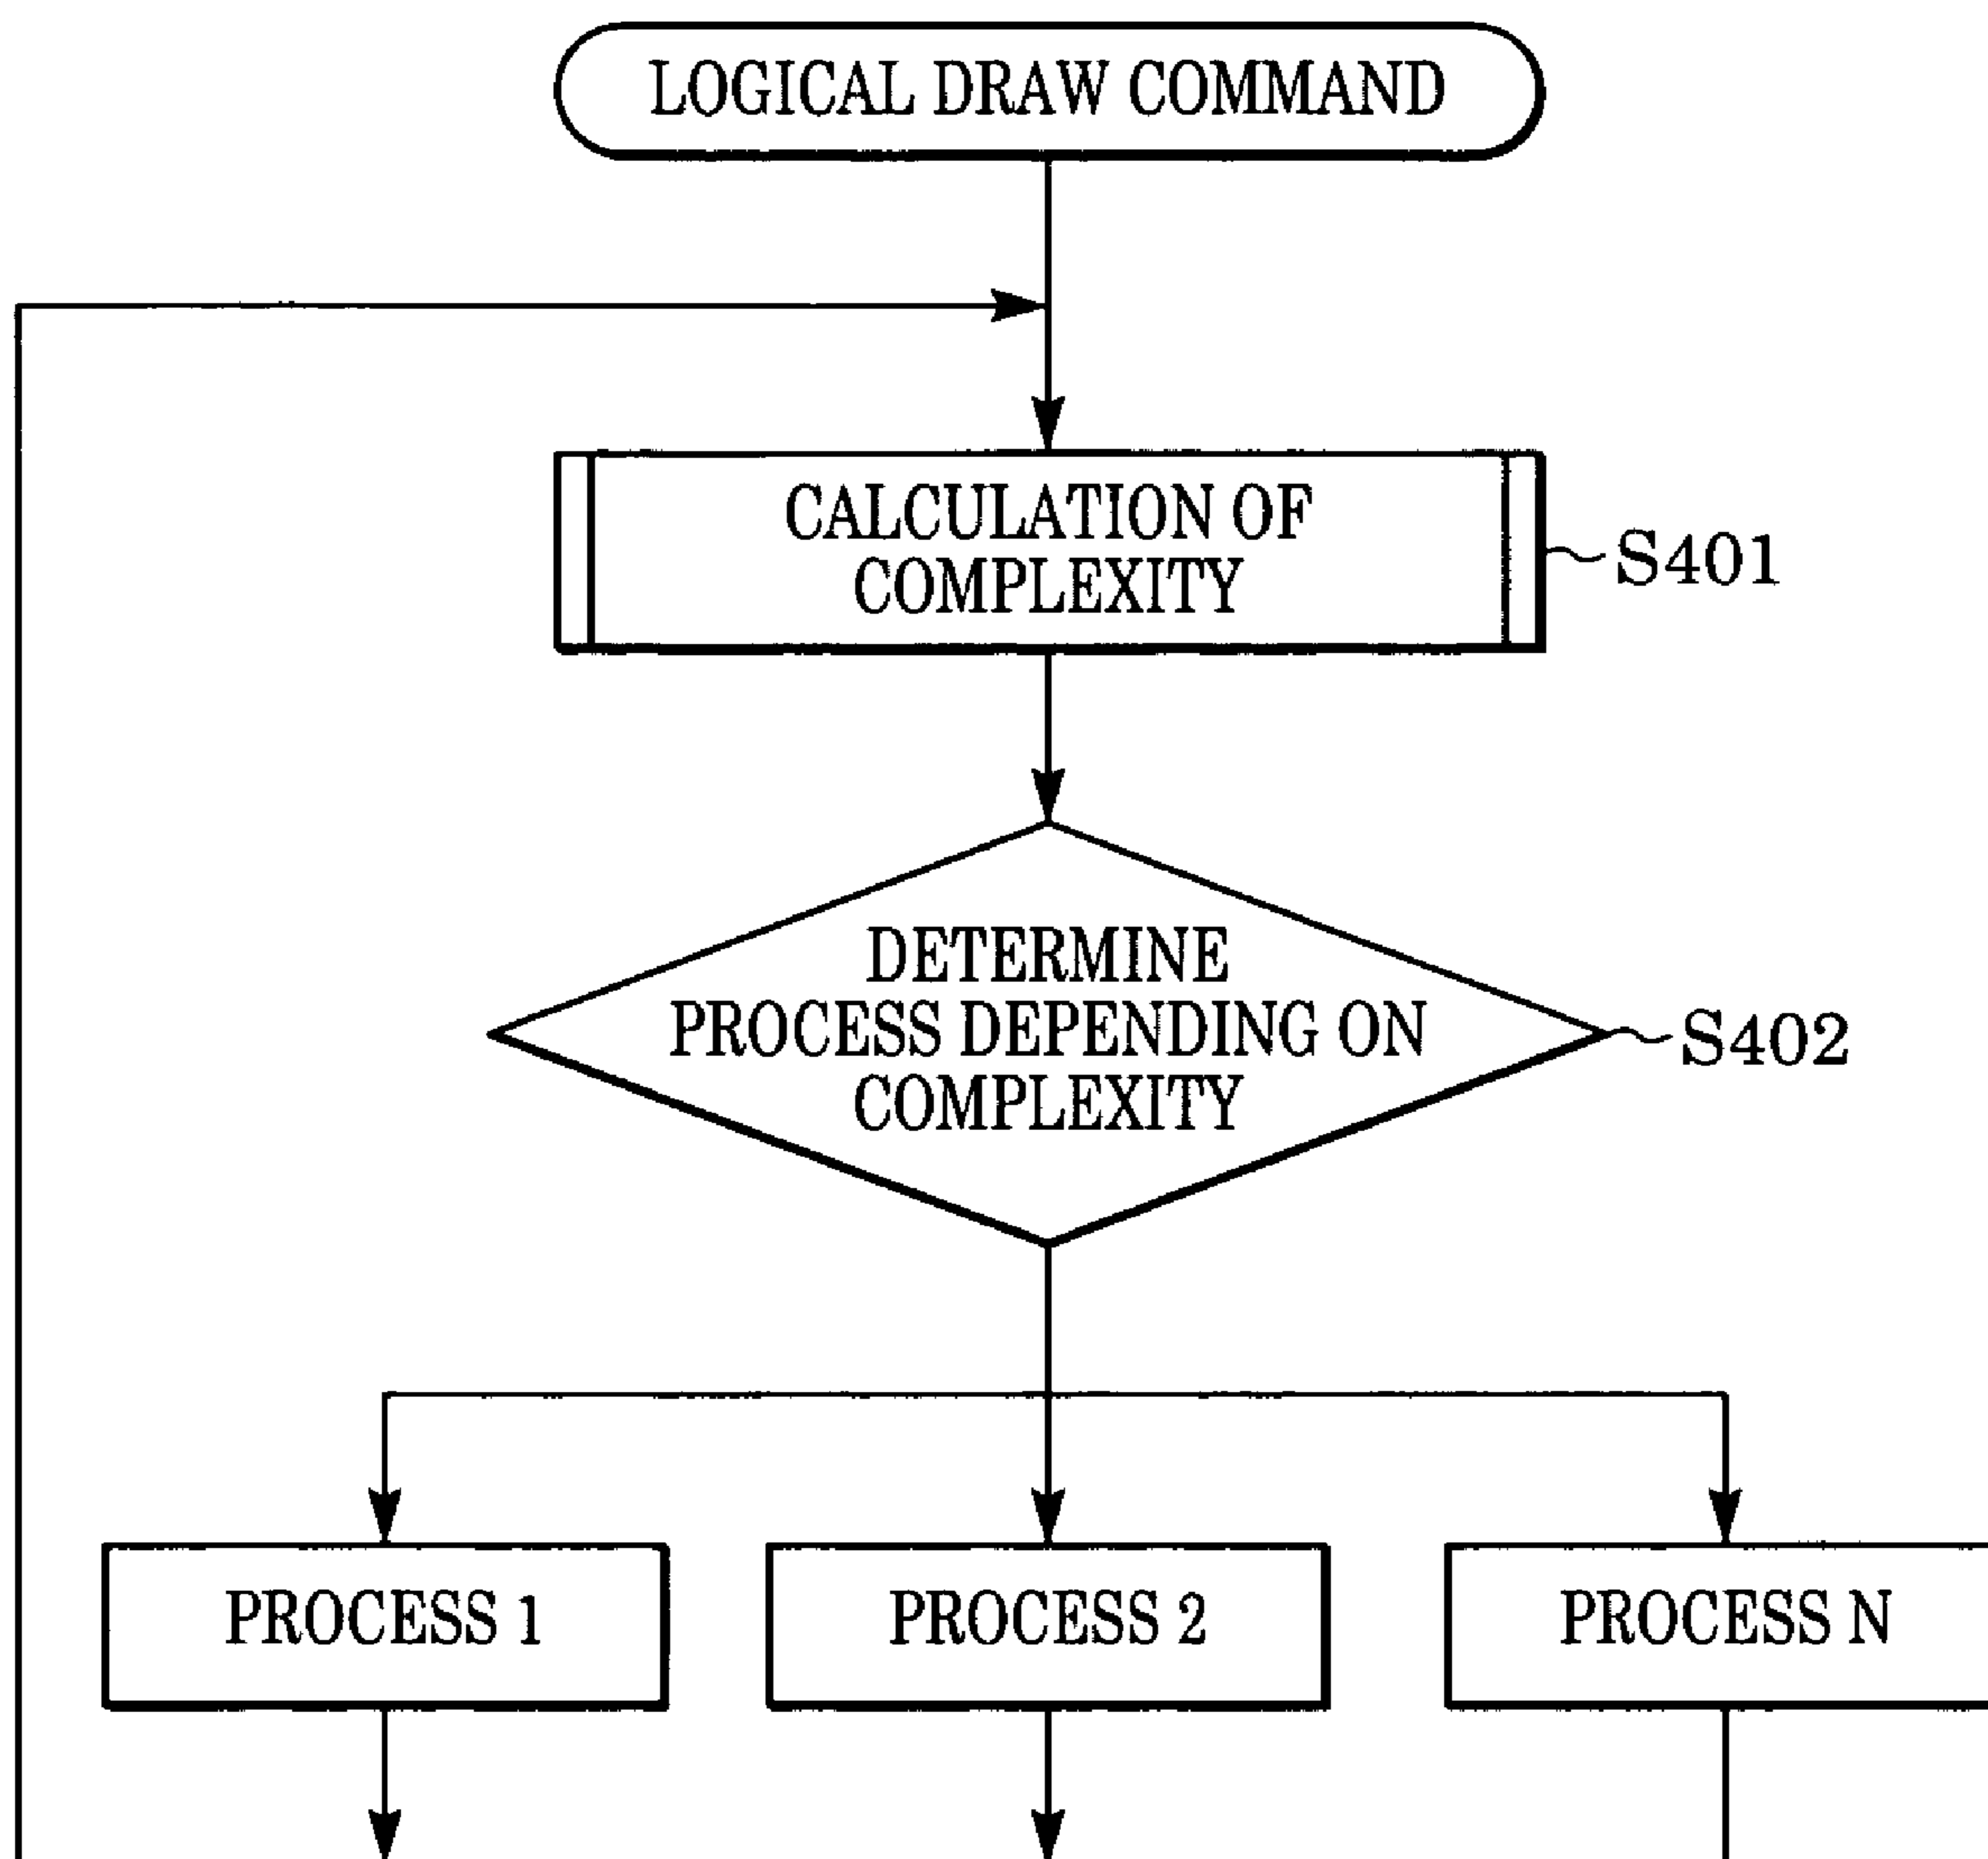 LOGICAL DRAW COMMAND
CALCULATION OF
COMPLEXITY
S401
DETERMINE
PROCESS DEPENDING ON
COMPLEXITY
S402
PROCESS 1
PROCESS 2
PROCESS N